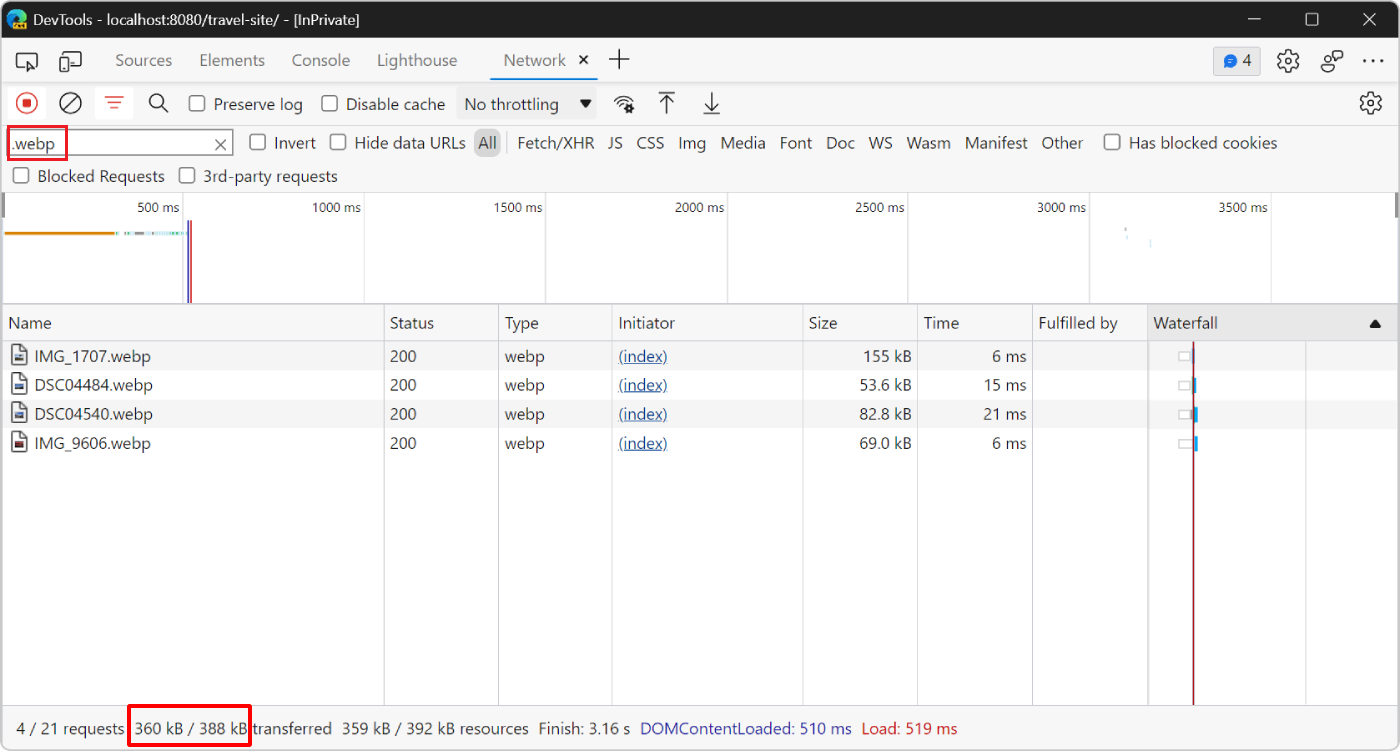 DevTools - localhost:8080/travel-site/ - [InPrivate]
Sources Elements Console Lighthouse Network 4
Preserve log Disable cache No throttling
.webp Invert Hide data URLs All Fetch/XHR JS CSS Img Media Font Doc WS Wasm Manifest Other Has blocked cookies
Blocked Requests 3rd-party requests
500 ms 1000 ms 1500 ms 2000 ms 2500 ms 3000 ms 3500 ms
Name Status Type Initiator Size Time Fulfilled by Waterfall
IMG_1707.webp 200 webp (index) 155 kB 6 ms
DSC04484.webp 200 webp (index) 53.6 kB 15 ms
DSC04540.webp 200 webp (index) 82.8 kB 21 ms
IMG_9606.webp 200 webp (index) 69.0 kB 6 ms
4 / 21 requests 360 kB / 388 kB transferred 359 kB / 392 kB resources Finish: 3.16 s DOMContentLoaded: 510 ms Load: 519 ms